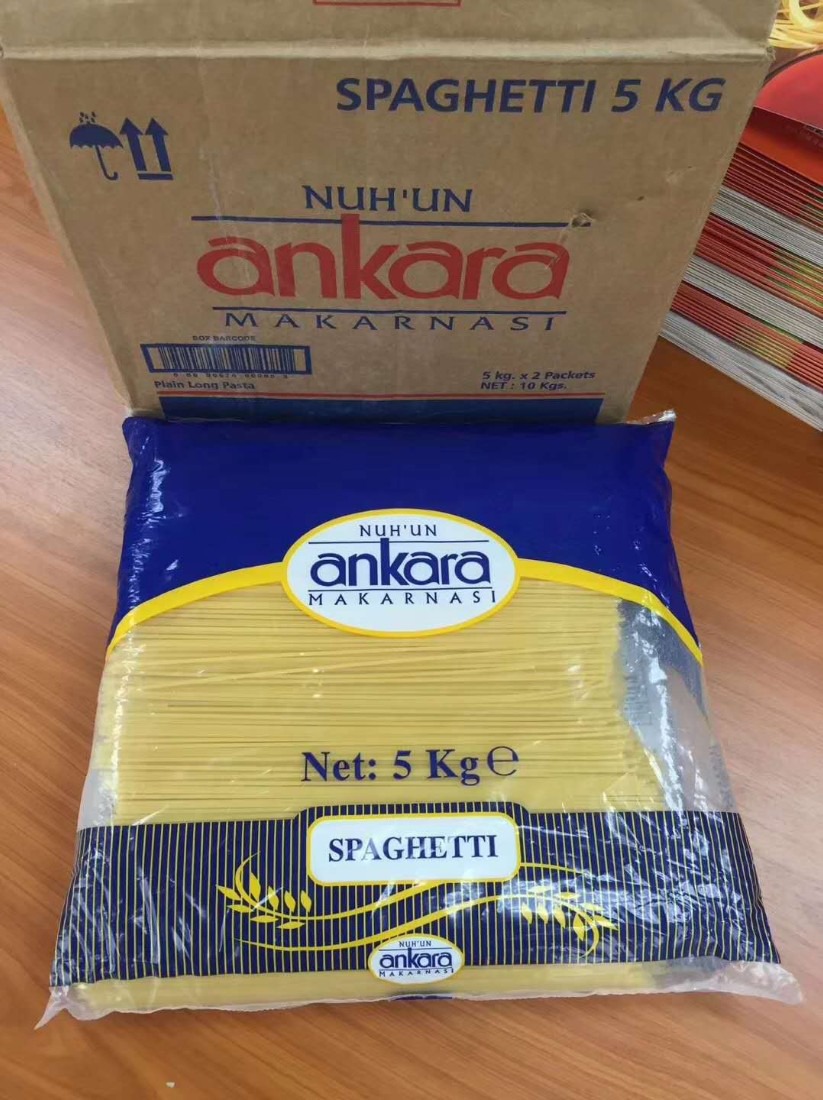 SPAGHETTI 5 KG
NUH'UN
ankara
MAKARNASI
BOX BARCODE
Plain Long Pasta
5 kg. x 2 Packets
NET : 10 Kgs.
NUH'UN
ankara
MAKARNASI
Net: 5 Kg ℮
SPAGHETTI
NUH'UN
ankara
MAKARNASI